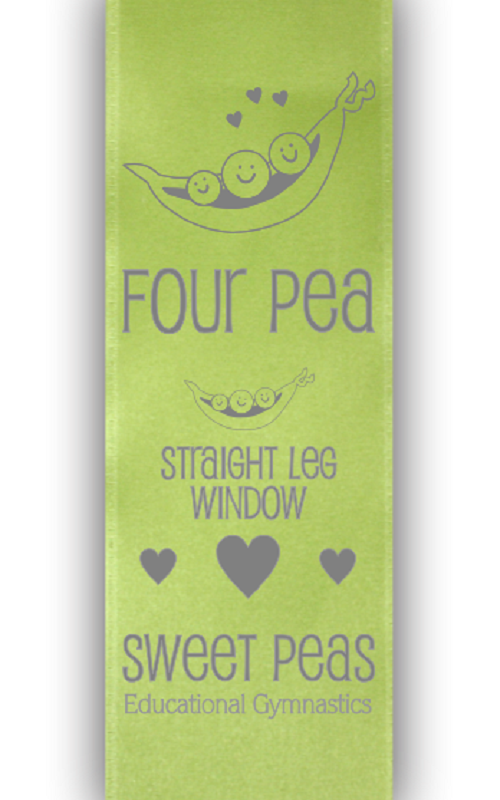 Four Pea
STraIGHT LeG
WINDOW
SWeeT Peas
Educational Gymnastics